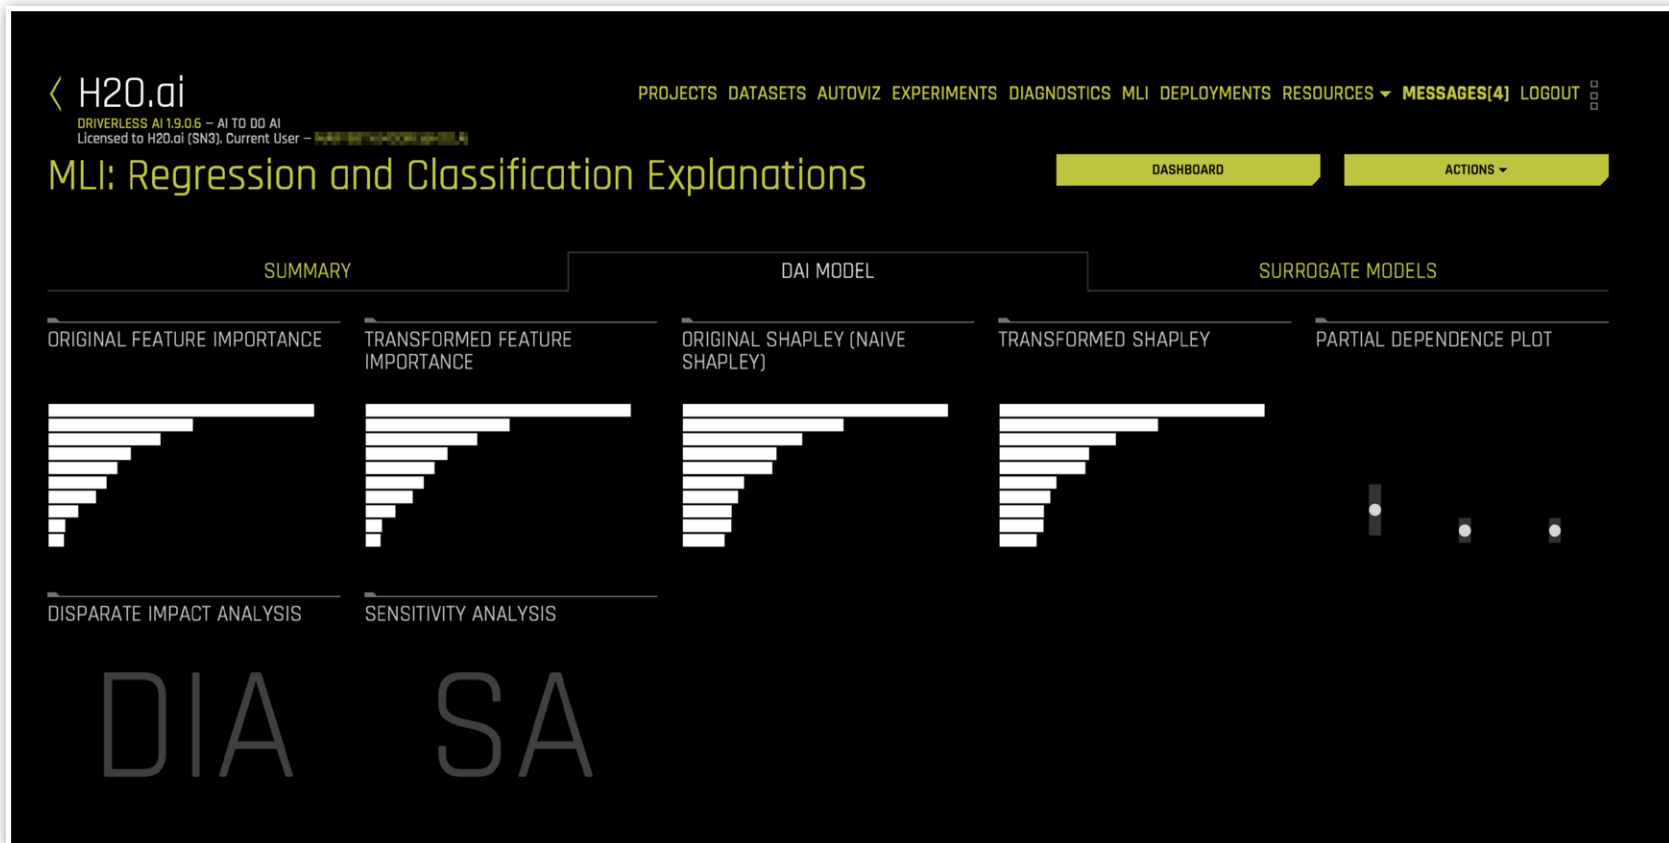 H2O.ai
PROJECTS DATASETS AUTOVIZ EXPERIMENTS DIAGNOSTICS MLI DEPLOYMENTS RESOURCES MESSAGES[4] LOGOUT
DRIVERLESS AI 1.9.0.6 – AI TO DO AI
Licensed to H2O.ai (SN3). Current User –
MLI: Regression and Classification Explanations
DASHBOARD
ACTIONS
SUMMARY
DAI MODEL
SURROGATE MODELS
ORIGINAL FEATURE IMPORTANCE
TRANSFORMED FEATURE
IMPORTANCE
ORIGINAL SHAPLEY (NAIVE
SHAPLEY)
TRANSFORMED SHAPLEY
PARTIAL DEPENDENCE PLOT
DISPARATE IMPACT ANALYSIS
SENSITIVITY ANALYSIS
DIA
SA